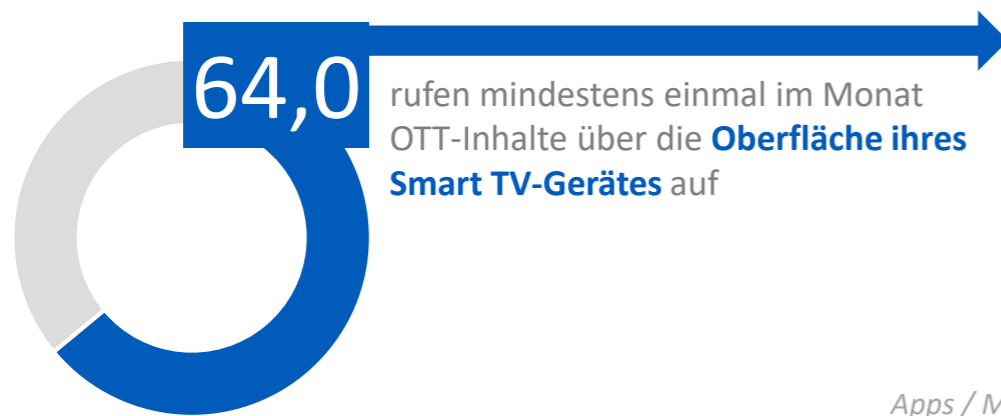 64,0
rufen mindestens einmal im Monat
OTT-Inhalte über die Oberfläche ihres
Smart TV-Gerätes auf
Apps / M